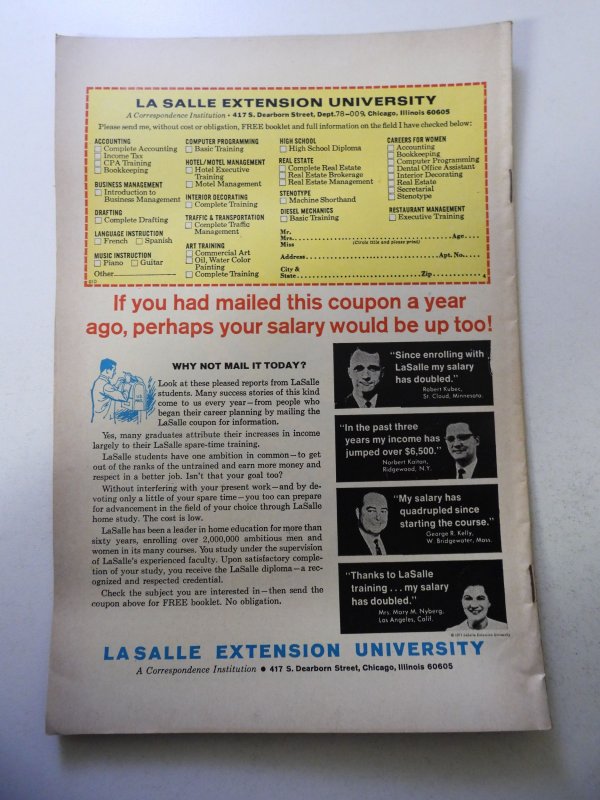 LA SALLE EXTENSION UNIVERSITY
A Correspondence Institution • 417 S. Dearborn Street, Dept. 78-009, Chicago, Illinois 60605
Please send me, without cost or obligation, FREE booklet and full information on the field I have checked below:
ACCOUNTING
Complete Accounting
Income Tax
CPA Training
Bookkeeping
BUSINESS MANAGEMENT
Introduction to
Business Management
DRAFTING
Complete Drafting
LANGUAGE INSTRUCTION
French Spanish
MUSIC INSTRUCTION
Piano Guitar
Other
COMPUTER PROGRAMMING
Basic Training
HOTEL/MOTEL MANAGEMENT
Hotel Executive
Training
Motel Management
INTERIOR DECORATING
Complete Training
TRAFFIC & TRANSPORTATION
Complete Traffic
Management
ART TRAINING
Commercial Art
Oil, Water Color
Painting
Complete Training
HIGH SCHOOL
High School Diploma
REAL ESTATE
Complete Real Estate
Real Estate Brokerage
Real Estate Management
STENOTYPE
Machine Shorthand
DIESEL MECHANICS
Basic Training
CAREERS FOR WOMEN
Accounting
Bookkeeping
Computer Programming
Dental Office Assistant
Interior Decorating
Real Estate
Secretarial
Stenotype
RESTAURANT MANAGEMENT
Executive Training
Mr.
Mrs. Age
Miss (Circle title and please print)
Address Apt. No.
City &
State Zip
If you had mailed this coupon a year
ago, perhaps your salary would be up too!
WHY NOT MAIL IT TODAY?
Look at these pleased reports from LaSalle
students. Many success stories of this kind
come to us every year—from people who
began their career planning by mailing the
LaSalle coupon for information.
Yes, many graduates attribute their increases in income
largely to their LaSalle spare-time training.
LaSalle students have one ambition in common—to get
out of the ranks of the untrained and earn more money and
respect in a better job. Isn't that your goal too?
Without interfering with your present work—and by de-
voting only a little of your spare time—you too can prepare
for advancement in the field of your choice through LaSalle
home study. The cost is low.
LaSalle has been a leader in home education for more than
sixty years, enrolling over 2,000,000 ambitious men and
women in its many courses. You study under the supervision
of LaSalle's experienced faculty. Upon satisfactory comple-
tion of your study, you receive the LaSalle diploma—a rec-
ognized and respected credential.
Check the subject you are interested in—then send the
coupon above for FREE booklet. No obligation.
"Since enrolling with
LaSalle my salary
has doubled."
Robert Kubec,
St. Cloud, Minnesota.
"In the past three
years my income has
jumped over $6,500."
Norbert Kaitan,
Ridgewood, N.Y.
"My salary has
quadrupled since
starting the course."
George R. Kelly,
W. Bridgewater, Mass.
"Thanks to LaSalle
training . . . my salary
has doubled."
Mrs. Mary M. Nyberg,
Los Angeles, Calif.
© 1971 LaSalle Extension University
LA SALLE EXTENSION UNIVERSITY
A Correspondence Institution • 417 S. Dearborn Street, Chicago, Illinois 60605